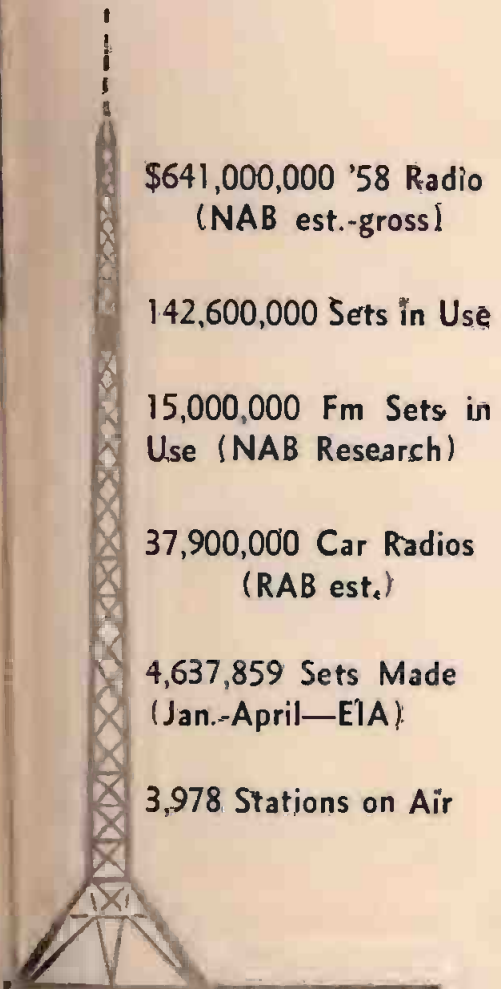 $641,000,000 '58 Radio
(NAB est.-gross)
142,600,000 Sets in Use
15,000,000 Fm Sets in
Use (NAB Research)
37,900,000 Car Radios
(RAB est.)
4,637,859 Sets Made
(Jan.-April—EIA)
3,978 Stations on Air